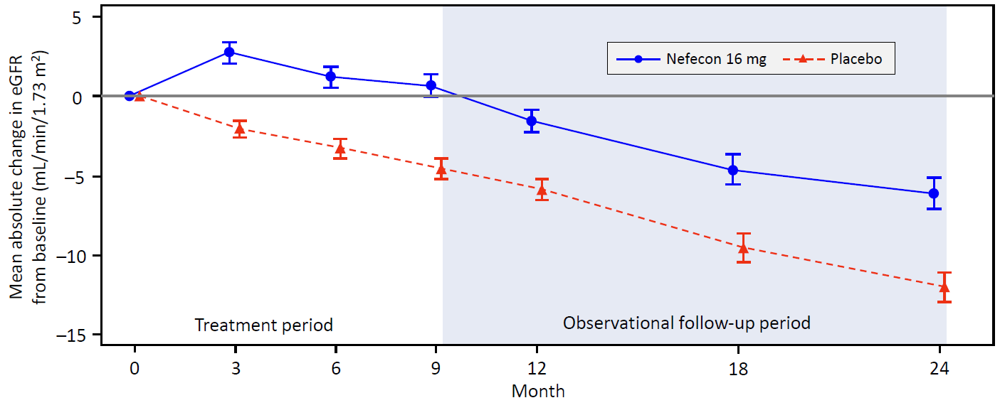 Mean absolute change in eGFR
from baseline (mL/min/1.73 m²)
5
0
−5
−10
−15
Nefecon 16 mg
Placebo
Treatment period
Observational follow-up period
0 3 6 9 12 18 24
Month